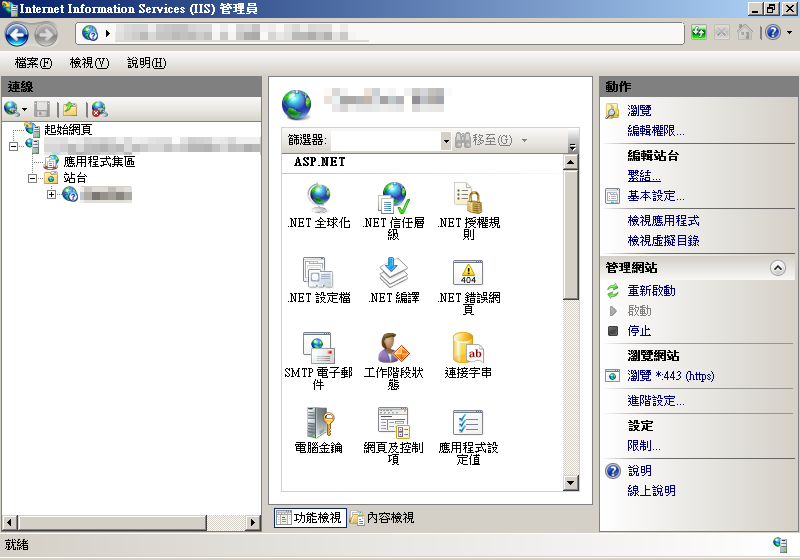 Internet Information Services (IIS) 管理員
檔案(F)
檢視(V)
說明(H)
連線
起始網頁
應用程式集區
站台
篩選器:
移至(G)
ASP.NET
.NET 全球化
.NET 信任層
級
.NET 授權規
則
.NET 設定檔
.NET 編譯
.NET 錯誤網
頁
404
SMTP 電子郵
件
工作階段狀
態
連接字串
ab
電腦金鑰
網頁及控制
項
應用程式設
定值
功能檢視
內容檢視
動作
瀏覽
編輯權限...
編輯站台
繫結...
基本設定...
檢視應用程式
檢視虛擬目錄
管理網站
重新啟動
啟動
停止
瀏覽網站
瀏覽 *:443 (https)
進階設定...
設定
限制...
說明
線上說明
就緒